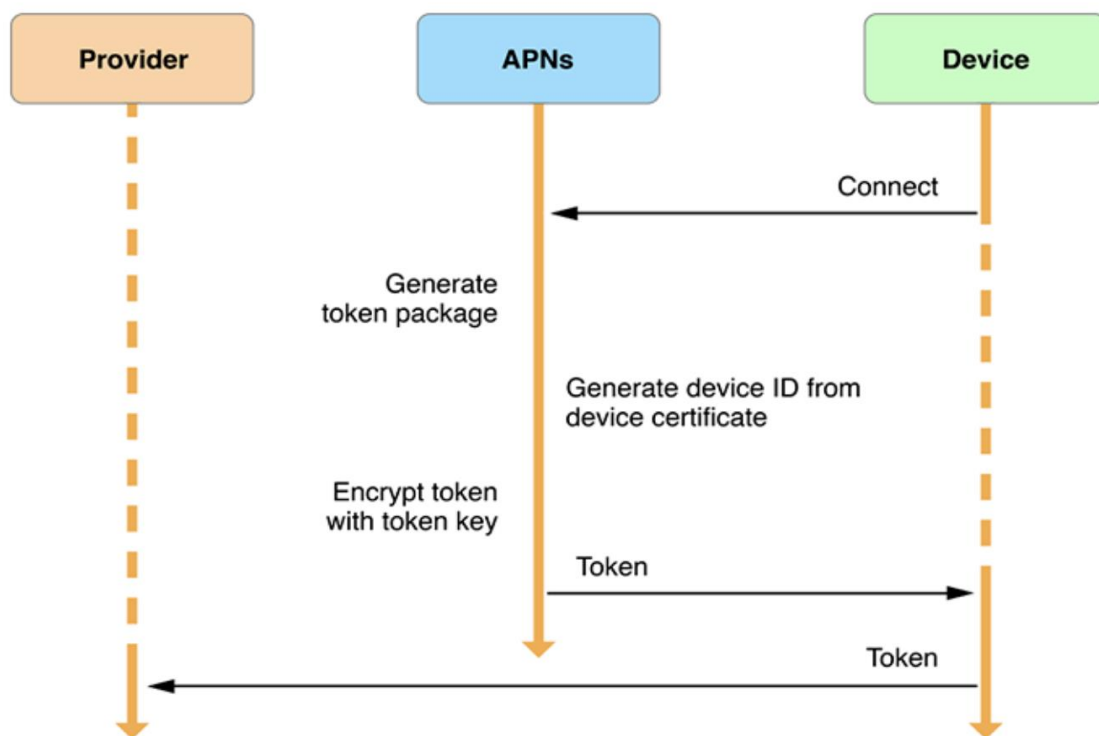 Provider
APNs
Device
Connect
Generate
token package
Generate device ID from
device certificate
Encrypt token
with token key
Token
Token